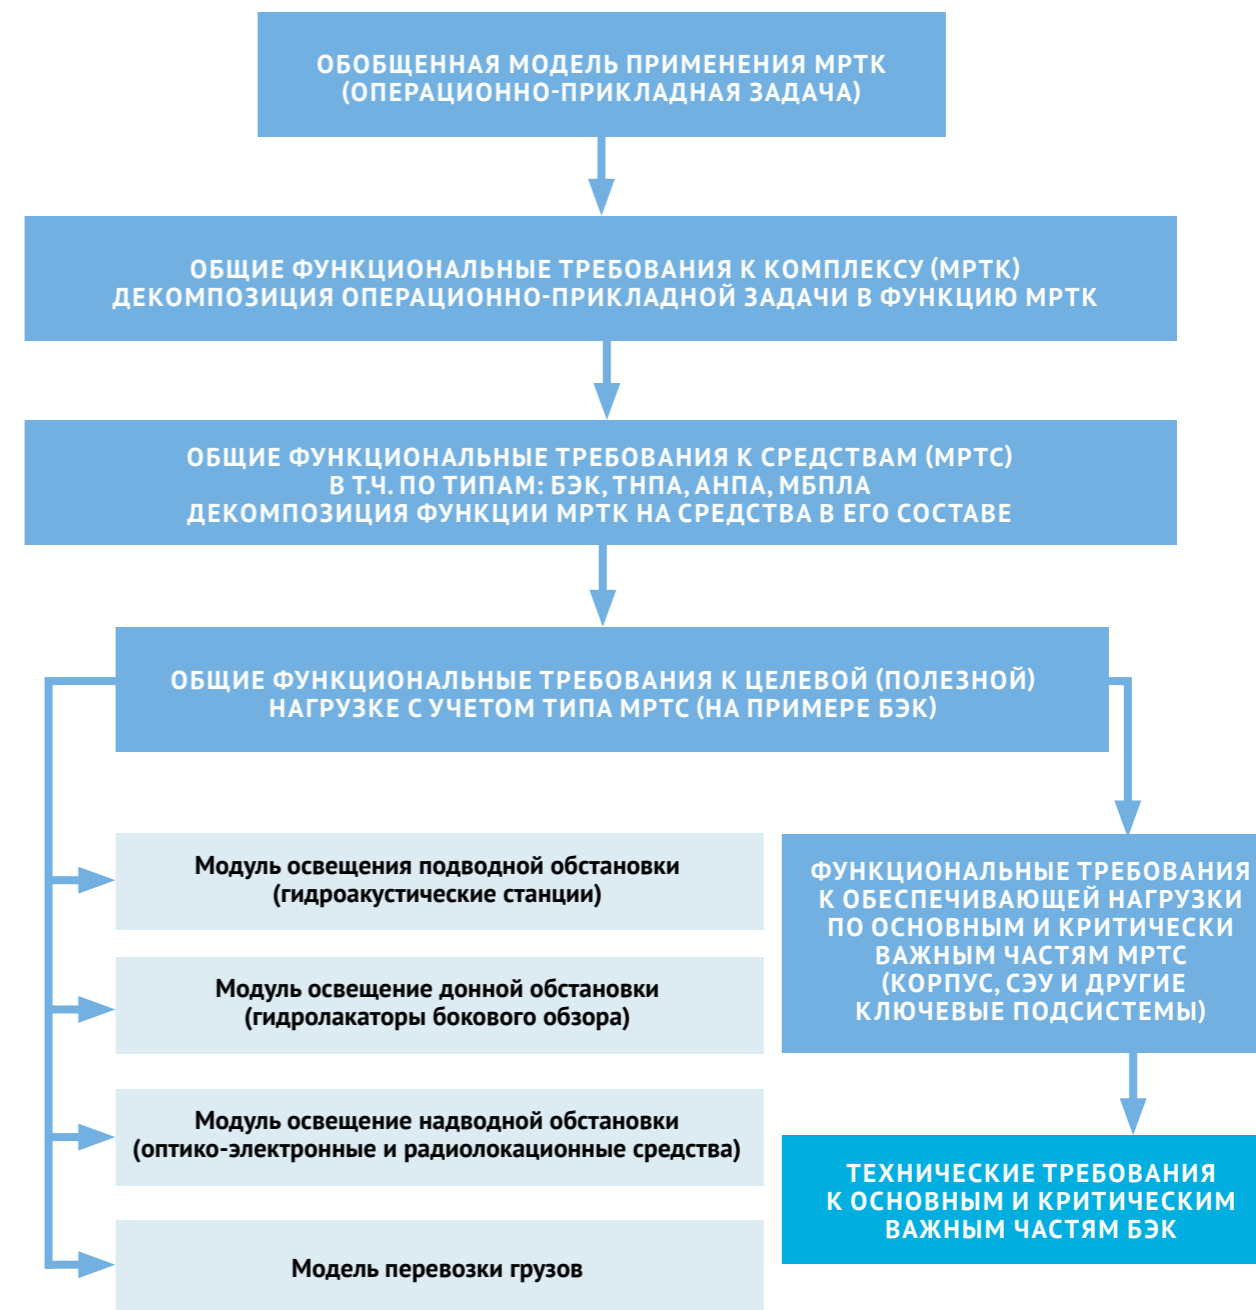 ОБОБЩЕННАЯ МОДЕЛЬ ПРИМЕНЕНИЯ МРТК
(ОПЕРАЦИОННО-ПРИКЛАДНАЯ ЗАДАЧА)
ОБЩИЕ ФУНКЦИОНАЛЬНЫЕ ТРЕБОВАНИЯ К КОМПЛЕКСУ (МРТК)
ДЕКОМПОЗИЦИЯ ОПЕРАЦИОННО-ПРИКЛАДНОЙ ЗАДАЧИ В ФУНКЦИЮ МРТК
ОБЩИЕ ФУНКЦИОНАЛЬНЫЕ ТРЕБОВАНИЯ К СРЕДСТВАМ (МРТС)
В Т.Ч. ПО ТИПАМ: БЭК, ТНПА, АНПА, МБПЛА
ДЕКОМПОЗИЦИЯ ФУНКЦИИ МРТК НА СРЕДСТВА В ЕГО СОСТАВЕ
ОБЩИЕ ФУНКЦИОНАЛЬНЫЕ ТРЕБОВАНИЯ К ЦЕЛЕВОЙ (ПОЛЕЗНОЙ)
НАГРУЗКЕ С УЧЕТОМ ТИПА МРТС (НА ПРИМЕРЕ БЭК)
Модуль освещения подводной обстановки
(гидроакустические станции)
Модуль освещение донной обстановки
(гидролакаторы бокового обзора)
Модуль освещение надводной обстановки
(оптико-электронные и радиолокационные средства)
Модель перевозки грузов
ФУНКЦИОНАЛЬНЫЕ ТРЕБОВАНИЯ
К ОБЕСПЕЧИВАЮЩЕЙ НАГРУЗКИ
ПО ОСНОВНЫМ И КРИТИЧЕСКИ
ВАЖНЫМ ЧАСТЯМ МРТС
(КОРПУС, СЭУ И ДРУГИЕ
КЛЮЧЕВЫЕ ПОДСИСТЕМЫ)
ТЕХНИЧЕСКИЕ ТРЕБОВАНИЯ
К ОСНОВНЫМ И КРИТИЧЕСКИМ
ВАЖНЫМ ЧАСТЯМ БЭК